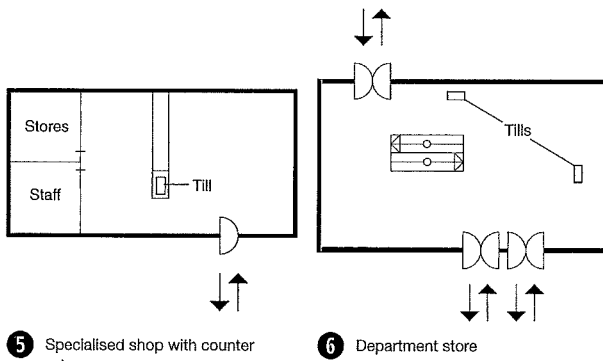 Stores
Staff
Till
Tills
5 Specialised shop with counter
6 Department store